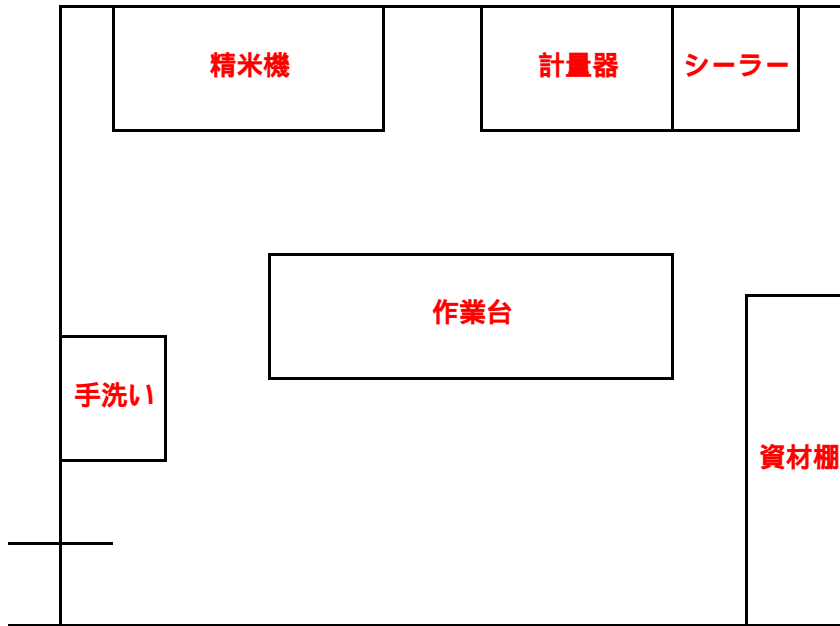 精米機
計量器
シーラー
作業台
手洗い
資材棚